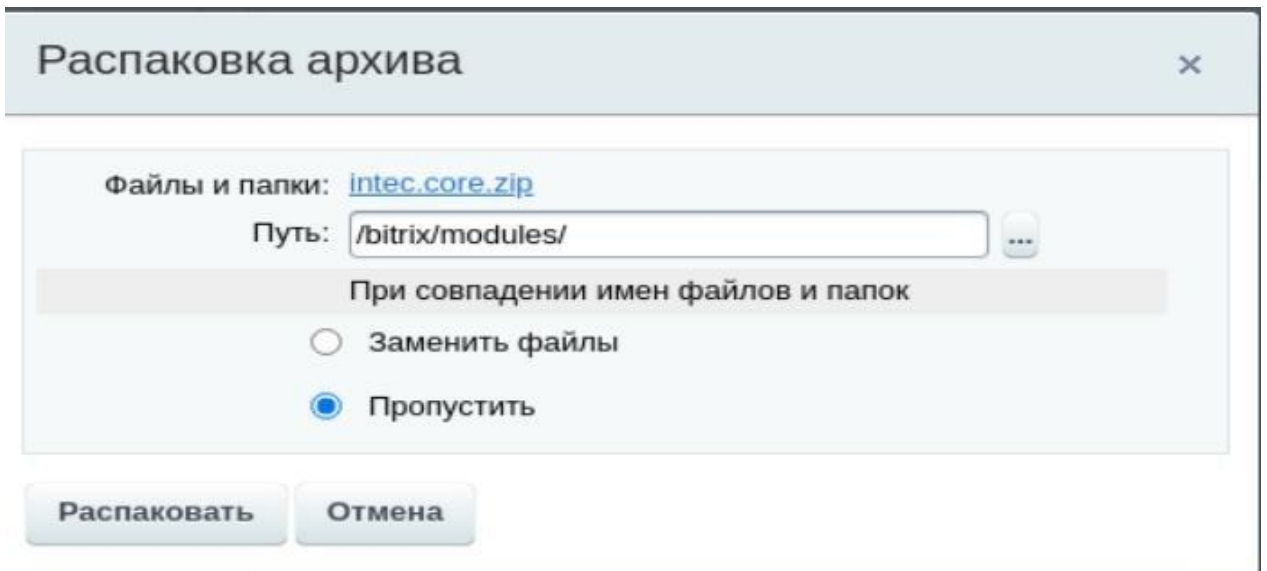 Распаковка архива ×
Файлы и папки: intec.core.zip
Путь: /bitrix/modules/ ...
При совпадении имен файлов и папок
Заменить файлы
Пропустить
Распаковать Отмена